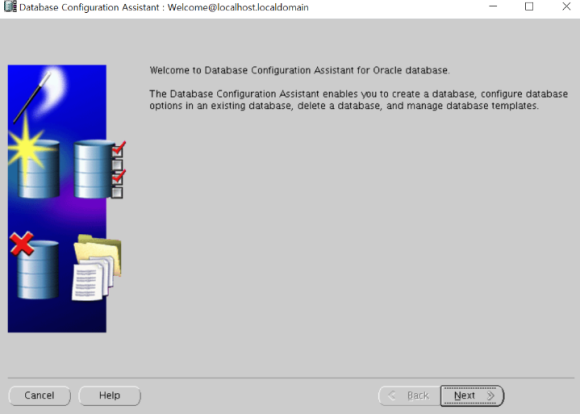 Database Configuration Assistant : Welcome@localhost.localdomain
Welcome to Database Configuration Assistant for Oracle database.
The Database Configuration Assistant enables you to create a database, configure database
options in an existing database, delete a database, and manage database templates.
Cancel Help Back Next